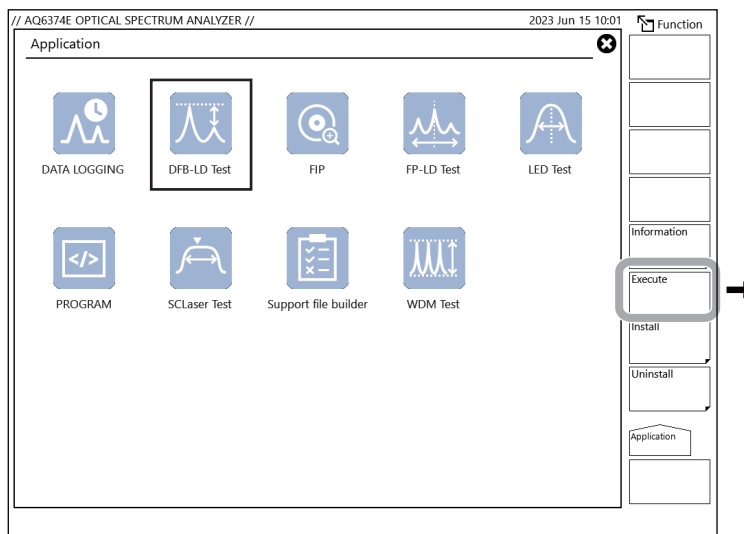 // AQ6374E OPTICAL SPECTRUM ANALYZER // 2023 Jun 15 10:01
Function
Application
DATA LOGGING DFB-LD Test FIP FP-LD Test LED Test
</>
PROGRAM SCLaser Test Support file builder WDM Test
Information
Execute
Install
Uninstall
Application